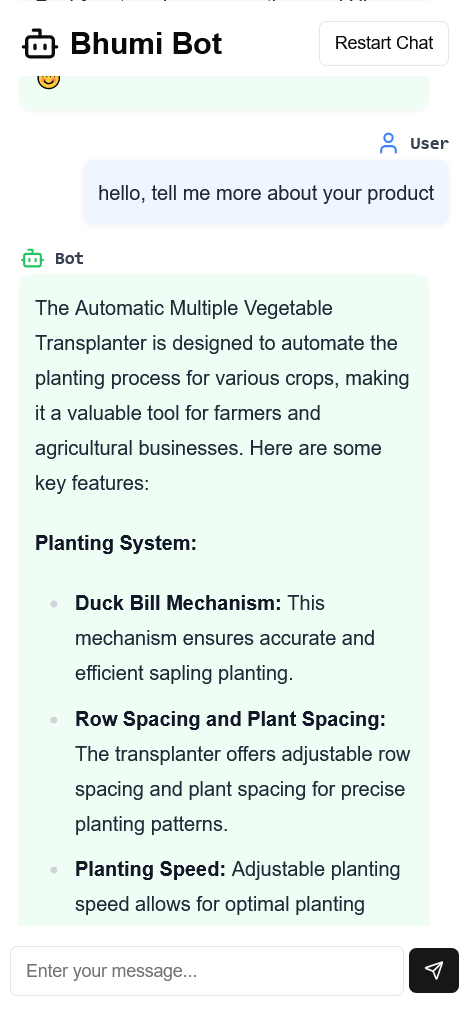 Bhumi Bot
Restart Chat
User
hello, tell me more about your product
Bot
The Automatic Multiple Vegetable
Transplanter is designed to automate the
planting process for various crops, making
it a valuable tool for farmers and
agricultural businesses. Here are some
key features:
Planting System:
Duck Bill Mechanism: This
mechanism ensures accurate and
efficient sapling planting.
Row Spacing and Plant Spacing:
The transplanter offers adjustable row
spacing and plant spacing for precise
planting patterns.
Planting Speed: Adjustable planting
speed allows for optimal planting
Enter your message...